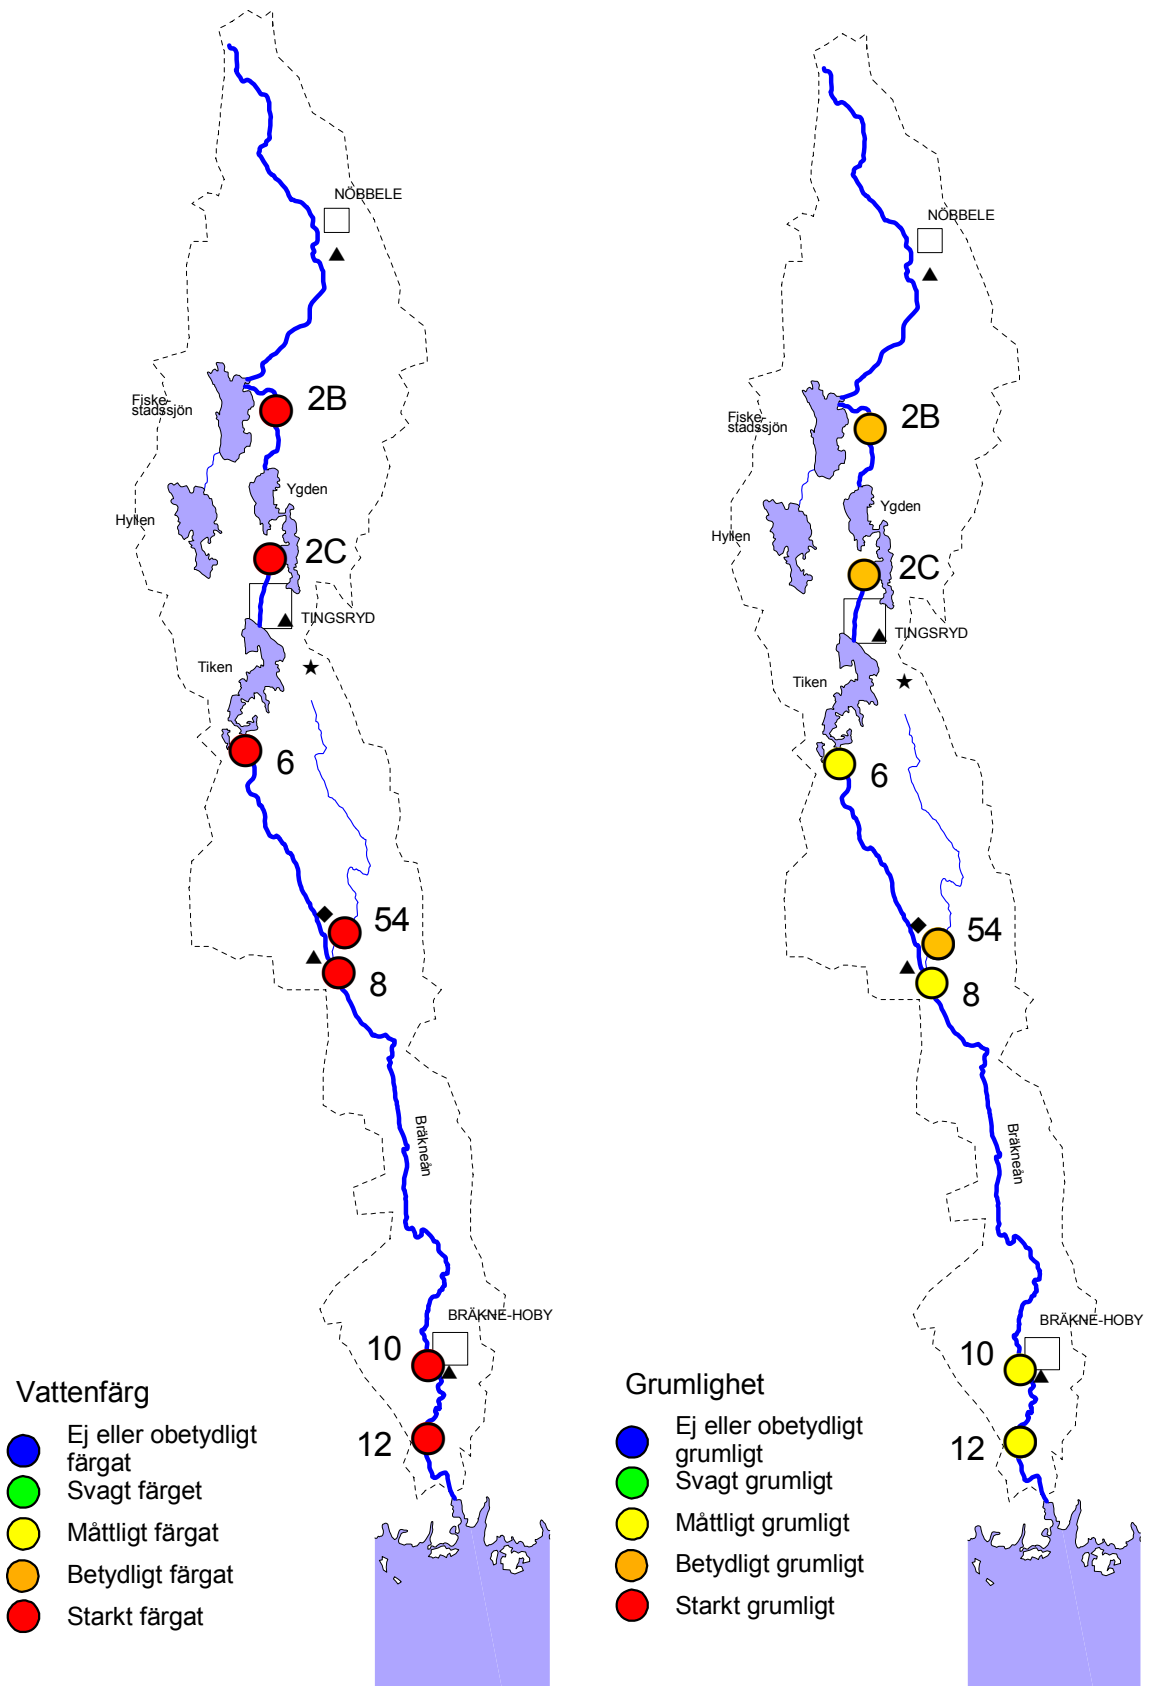 NÖBBELE
Fiske-
stadssjön
2B
Ygden
Hyllen
2C
TINGSRYD
Tiken
6
54
8
Bräkneån
BRÄKNE-HOBY
10
12
Vattenfärg
Ej eller obetydligt
färgat
Svagt färget
Måttligt färgat
Betydligt färgat
Starkt färgat
NÖBBELE
Fiske-
stadssjön
2B
Ygden
Hyllen
2C
TINGSRYD
Tiken
6
54
8
Bräkneån
BRÄKNE-HOBY
10
12
Grumlighet
Ej eller obetydligt
grumligt
Svagt grumligt
Måttligt grumligt
Betydligt grumligt
Starkt grumligt